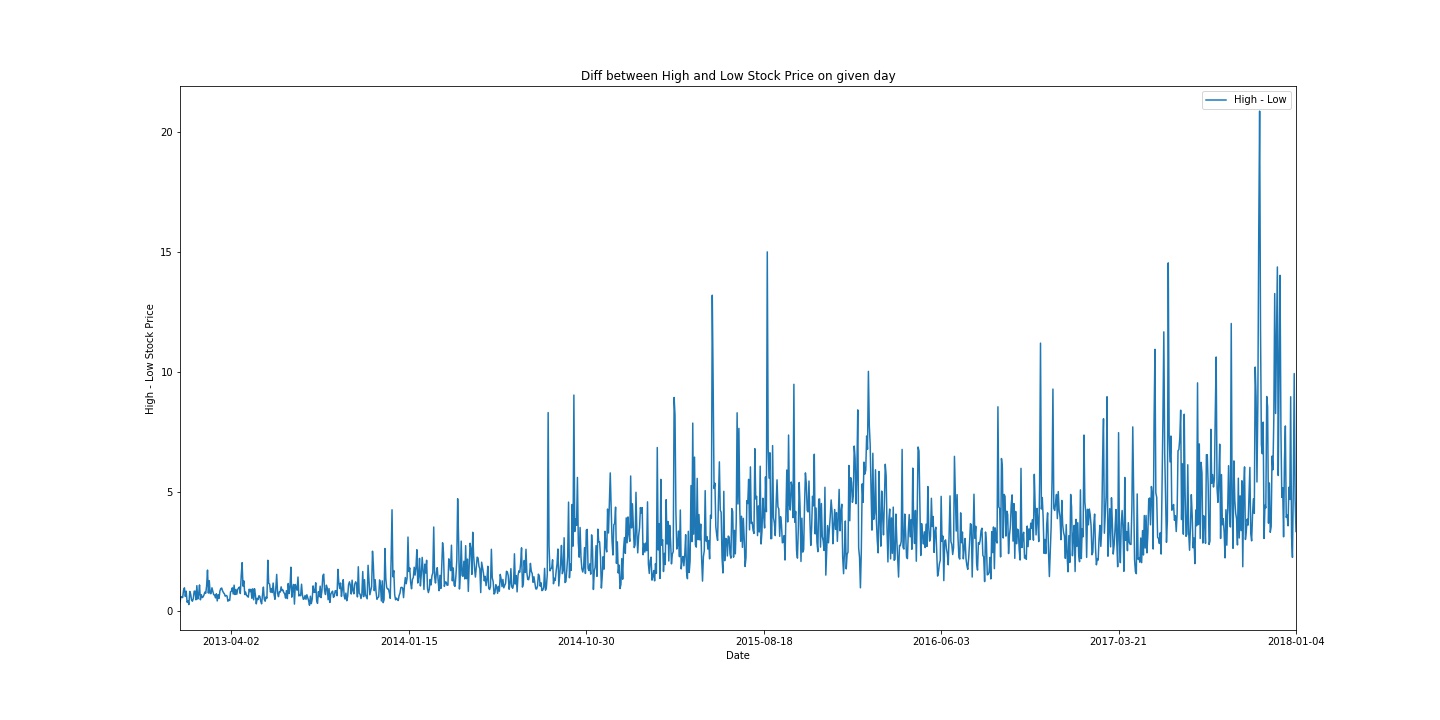 Diff between High and Low Stock Price on given day
High - Low
20
15
10
5
0
High - Low Stock Price
2013-04-02 2014-01-15 2014-10-30 2015-08-18 2016-06-03 2017-03-21 2018-01-04
Date